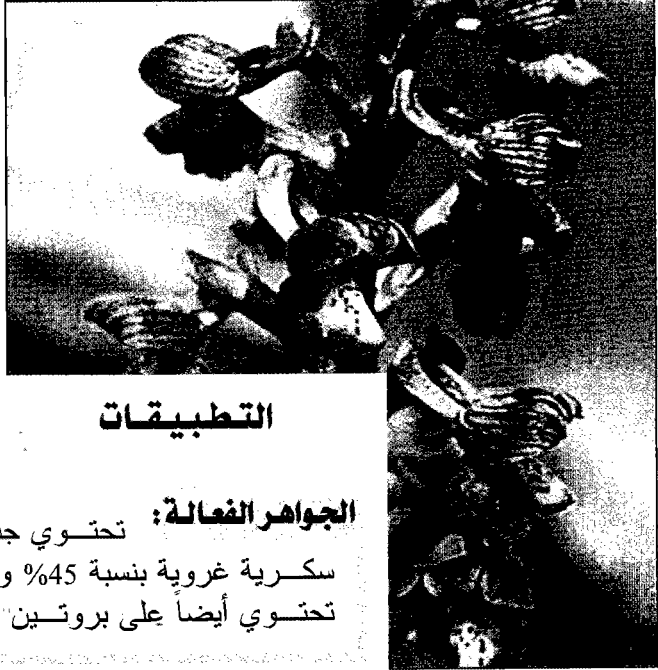 التطبيقات
الجواهر الفعالة: تحتوي
سكرية غروية بنسبة 45% و
تحتوي أيضاً على بروتين